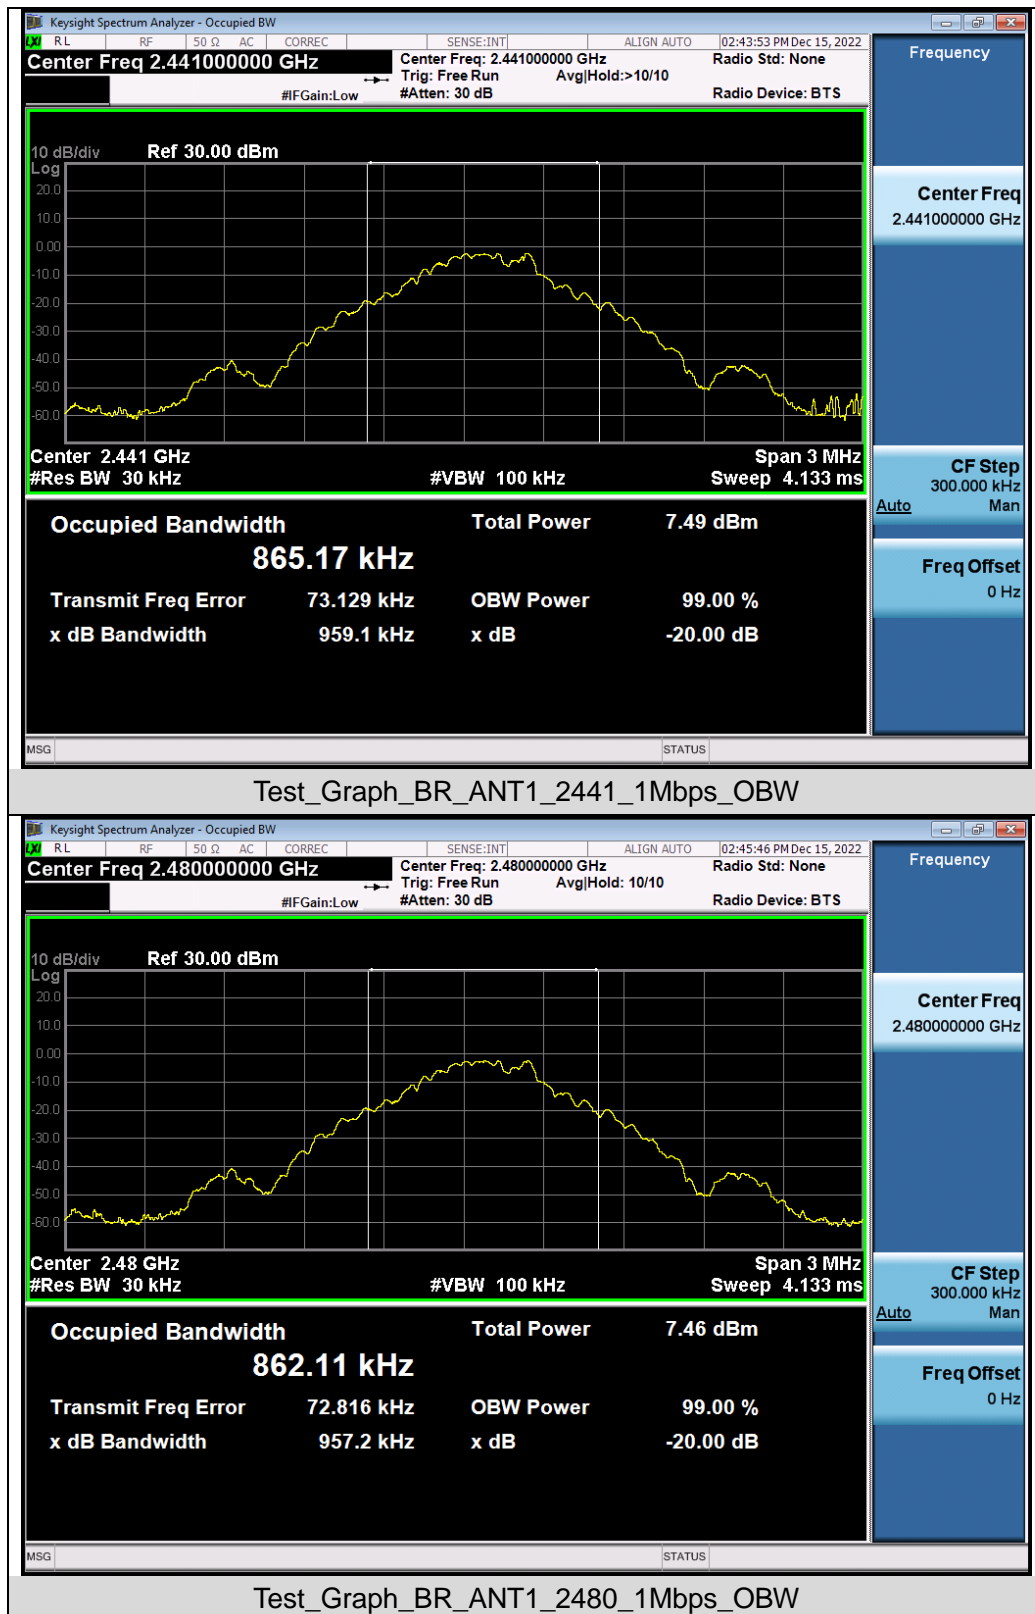 Keysight Spectrum Analyzer - Occupied BW
LXI RL RF 50 Ω AC CORREC SENSE:INT ALIGN AUTO 02:43:53 PM Dec 15, 2022
Center Freq 2.441000000 GHz Center Freq: 2.441000000 GHz Radio Std: None Frequency
Trig: Free Run Avg|Hold:>10/10
#IFGain:Low #Atten: 30 dB Radio Device: BTS
10 dB/div Ref 30.00 dBm
Log
20.0
10.0
0.00
-10.0
-20.0
-30.0
-40.0
-50.0
-60.0
Center Freq
2.441000000 GHz
Center 2.441 GHz Span 3 MHz
#Res BW 30 kHz #VBW 100 kHz Sweep 4.133 ms
CF Step
300.000 kHz
Auto Man
Freq Offset
0 Hz
Occupied Bandwidth Total Power 7.49 dBm
865.17 kHz
Transmit Freq Error 73.129 kHz OBW Power 99.00 %
x dB Bandwidth 959.1 kHz x dB -20.00 dB
MSG STATUS
Test_Graph_BR_ANT1_2441_1Mbps_OBW
Keysight Spectrum Analyzer - Occupied BW
LXI RL RF 50 Ω AC CORREC SENSE:INT ALIGN AUTO 02:45:46 PM Dec 15, 2022
Center Freq 2.480000000 GHz Center Freq: 2.480000000 GHz Radio Std: None Frequency
Trig: Free Run Avg|Hold: 10/10
#IFGain:Low #Atten: 30 dB Radio Device: BTS
10 dB/div Ref 30.00 dBm
Log
20.0
10.0
0.00
-10.0
-20.0
-30.0
-40.0
-50.0
-60.0
Center Freq
2.480000000 GHz
Center 2.48 GHz Span 3 MHz
#Res BW 30 kHz #VBW 100 kHz Sweep 4.133 ms
CF Step
300.000 kHz
Auto Man
Freq Offset
0 Hz
Occupied Bandwidth Total Power 7.46 dBm
862.11 kHz
Transmit Freq Error 72.816 kHz OBW Power 99.00 %
x dB Bandwidth 957.2 kHz x dB -20.00 dB
MSG STATUS
Test_Graph_BR_ANT1_2480_1Mbps_OBW